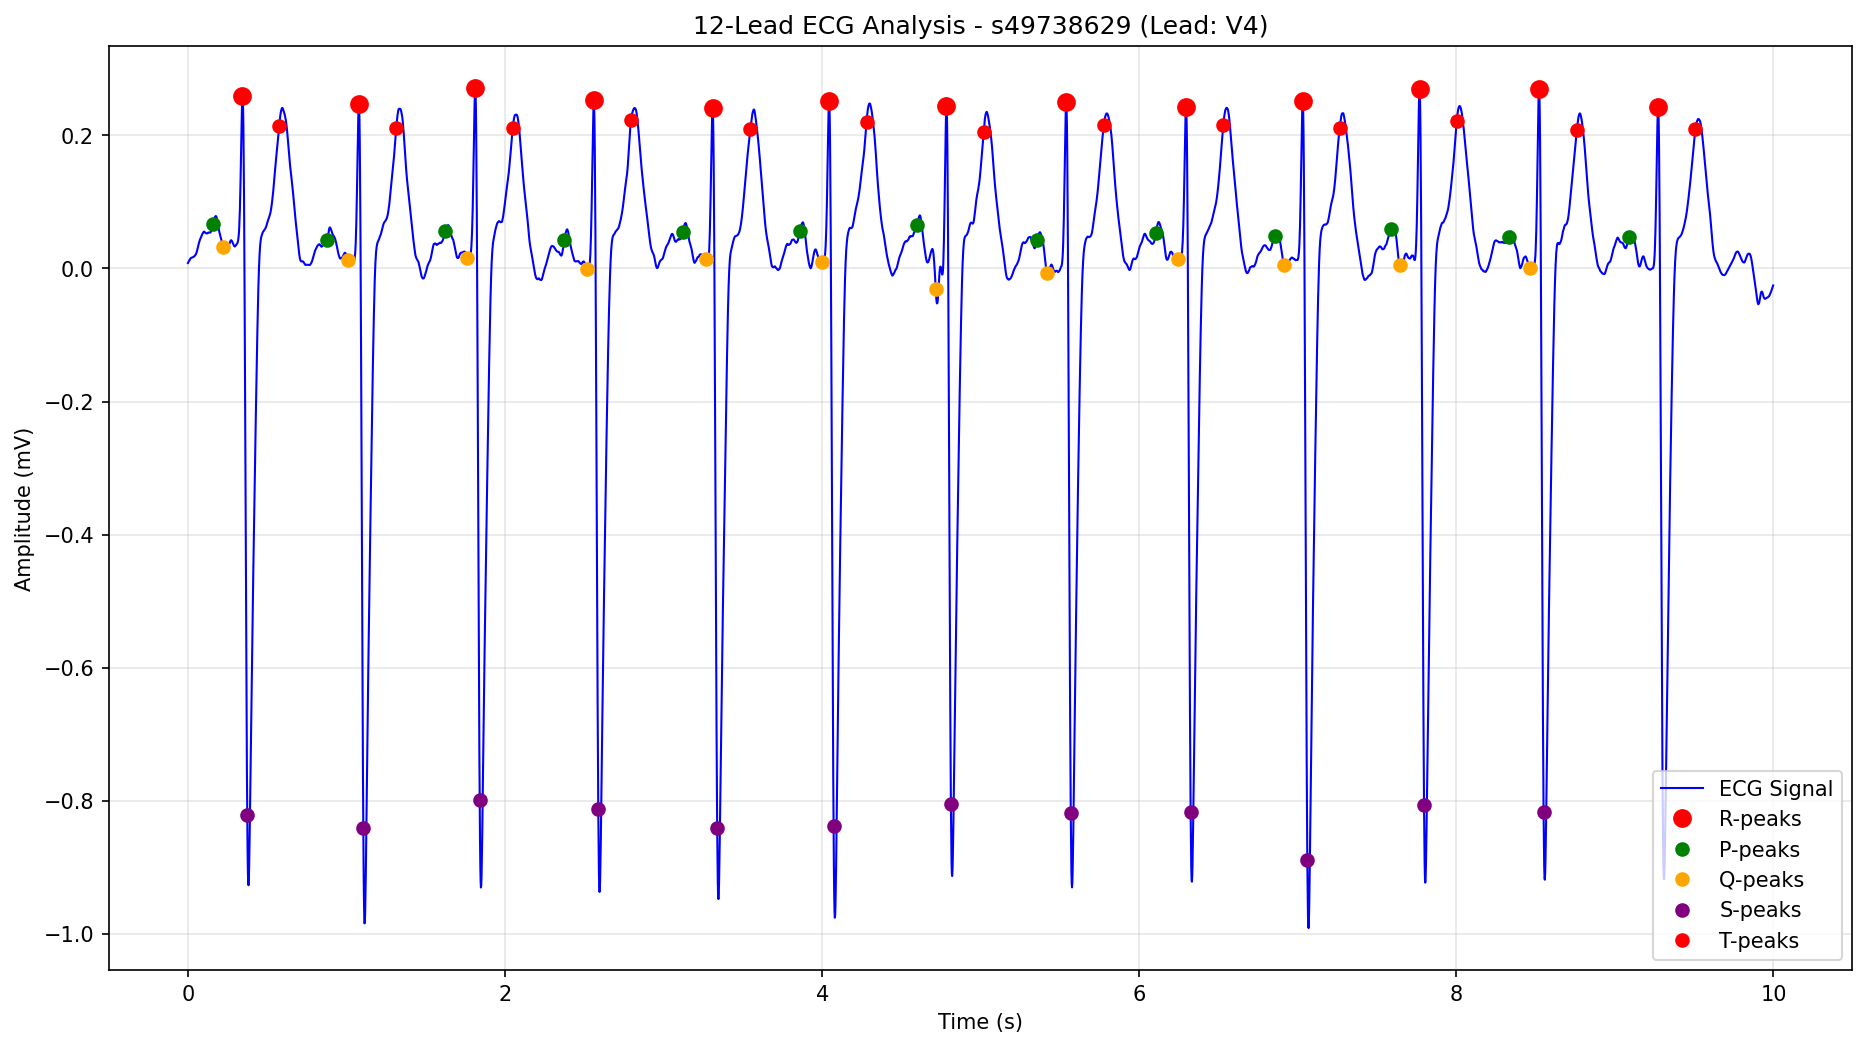 12-Lead ECG Analysis - s49738629 (Lead: V4)
Amplitude (mV)
0.2
0.0
−0.2
−0.4
−0.6
−0.8
−1.0
0 2 4 6 8 10
Time (s)
ECG Signal
R-peaks
P-peaks
Q-peaks
S-peaks
T-peaks